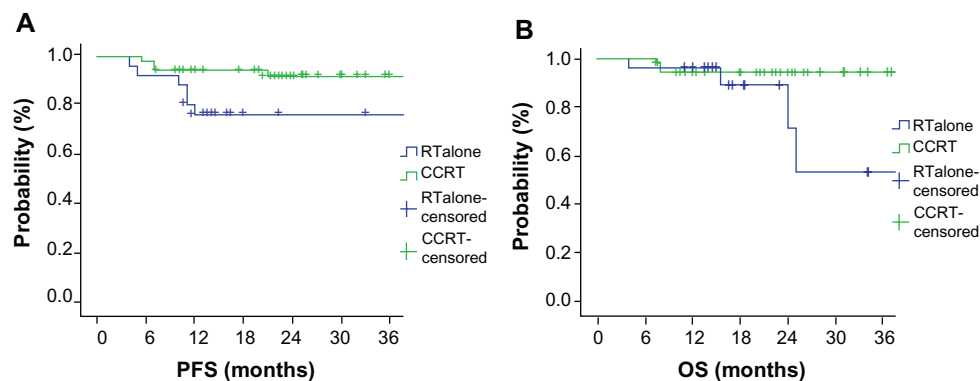 A
Probability (%)
1.0
0.8
0.6
0.4
0.2
0.0
0 6 12 18 24 30 36
PFS (months)
RTalone
CCRT
RTalone-
censored
CCRT-
censored
B
Probability (%)
1.0
0.8
0.6
0.4
0.2
0.0
0 6 12 18 24 30 36
OS (months)
RTalone
CCRT
RTalone-
censored
CCRT-
censored